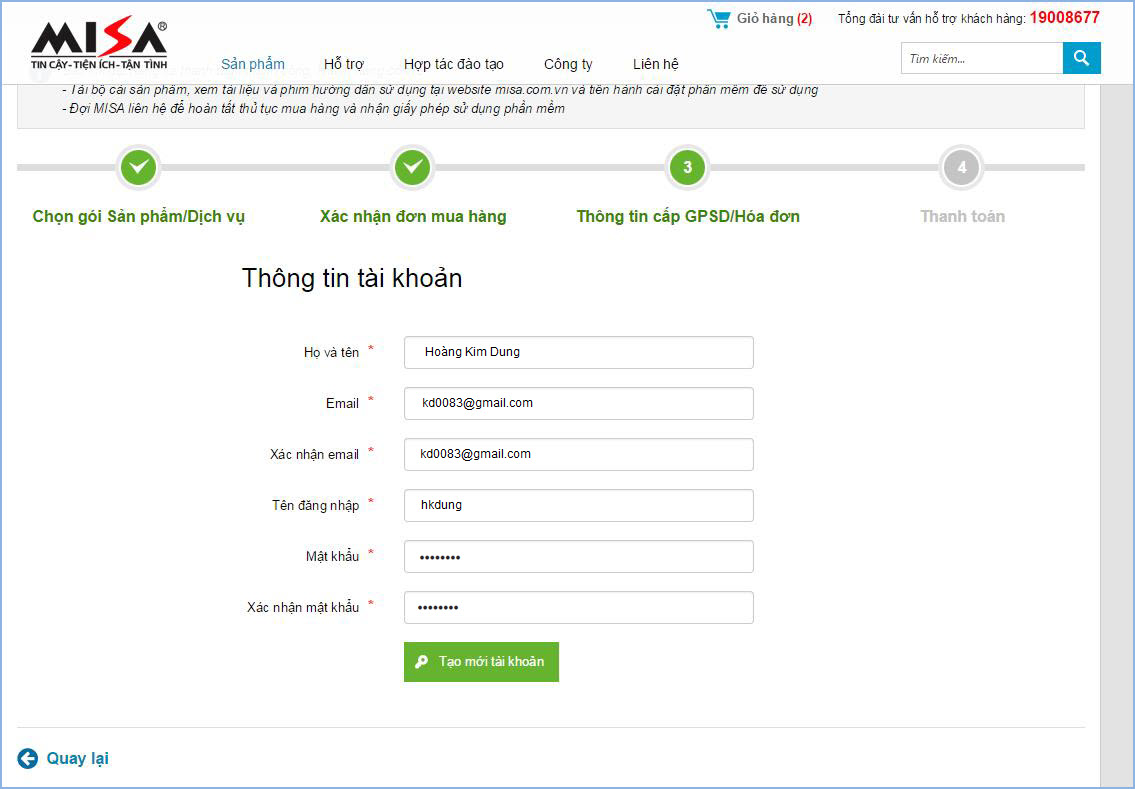 MISA®
TIN CẬY-TIỆN ÍCH-TẬN TÌNH
Giỏ hàng (2)
Tổng đài tư vấn hỗ trợ khách hàng: 19008677
Sản phẩm
Hỗ trợ
Hợp tác đào tạo
Công ty
Liên hệ
Tìm kiếm...
- Tải bộ cài sản phẩm, xem tài liệu và phim hướng dẫn sử dụng tại website misa.com.vn và tiến hành cài đặt phần mềm để sử dụng
- Đợi MISA liên hệ để hoàn tất thủ tục mua hàng và nhận giấy phép sử dụng phần mềm
3
4
Chọn gói Sản phẩm/Dịch vụ
Xác nhận đơn mua hàng
Thông tin cấp GPSD/Hóa đơn
Thanh toán
Thông tin tài khoản
Họ và tên * Hoàng Kim Dung
Email * kd0083@gmail.com
Xác nhận email * kd0083@gmail.com
Tên đăng nhập * hkdung
Mật khẩu * ••••••••
Xác nhận mật khẩu * ••••••••
Tạo mới tài khoản
Quay lại